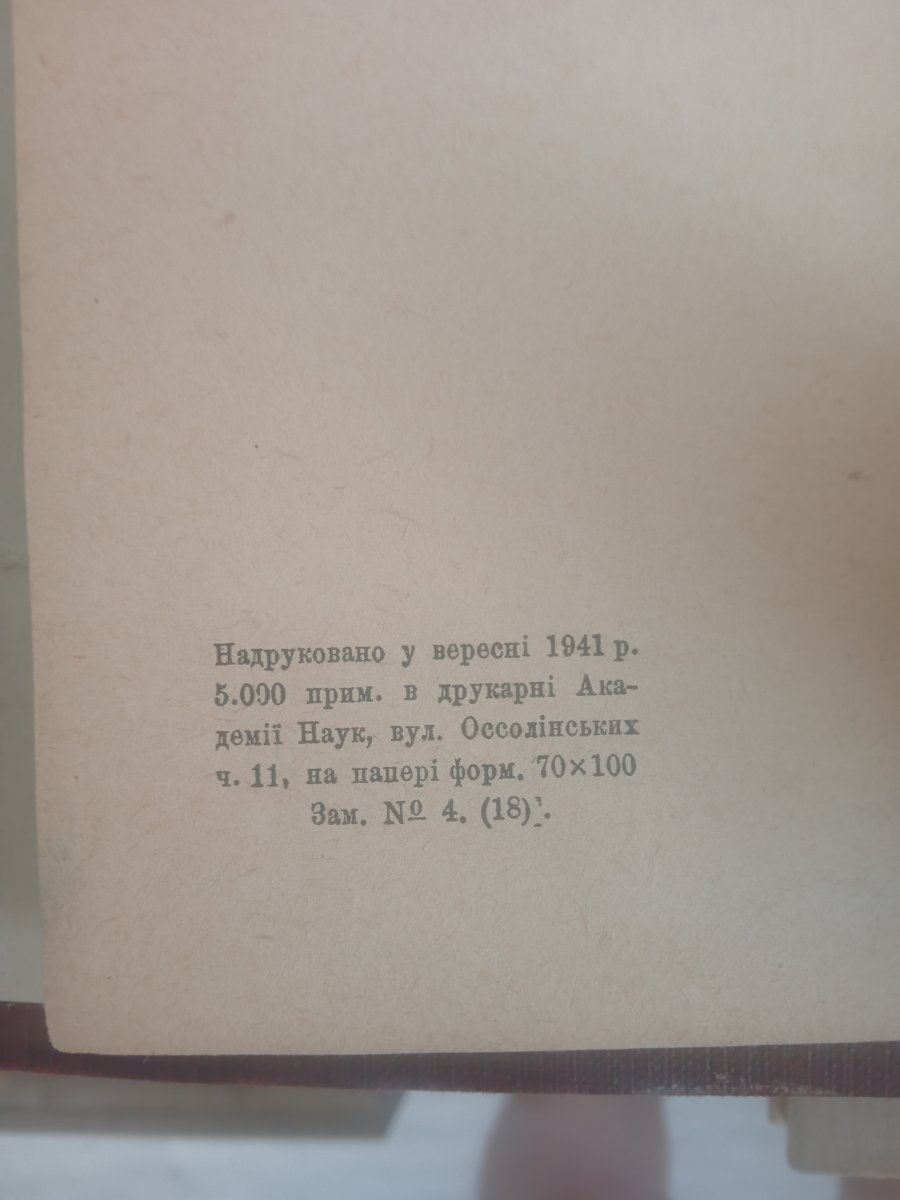 Надруковано у вересні 1941 р.
5.000 прим. в друкарні Ака-
демії Наук, вул. Оссолінських
ч. 11, на папері форм. 70×100
Зам. № 4. (18).